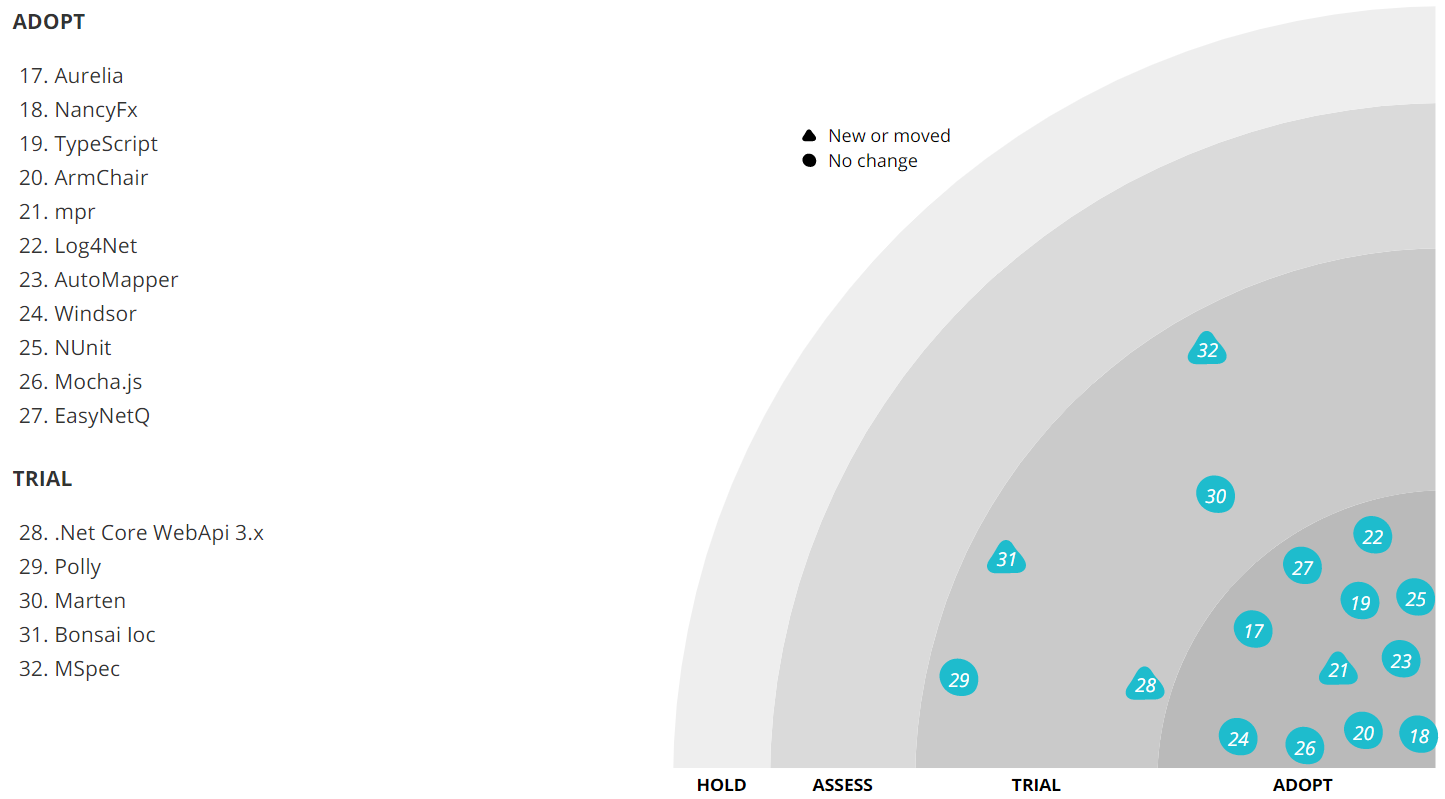 ADOPT
17. Aurelia
18. NancyFx
19. TypeScript
20. ArmChair
21. mpr
22. Log4Net
23. AutoMapper
24. Windsor
25. NUnit
26. Mocha.js
27. EasyNetQ
TRIAL
28. .Net Core WebApi 3.x
29. Polly
30. Marten
31. Bonsai Ioc
32. MSpec
New or moved
No change
32
30
22
31
27
19
25
17
23
21
29
28
24
26
20
18
HOLD ASSESS TRIAL ADOPT